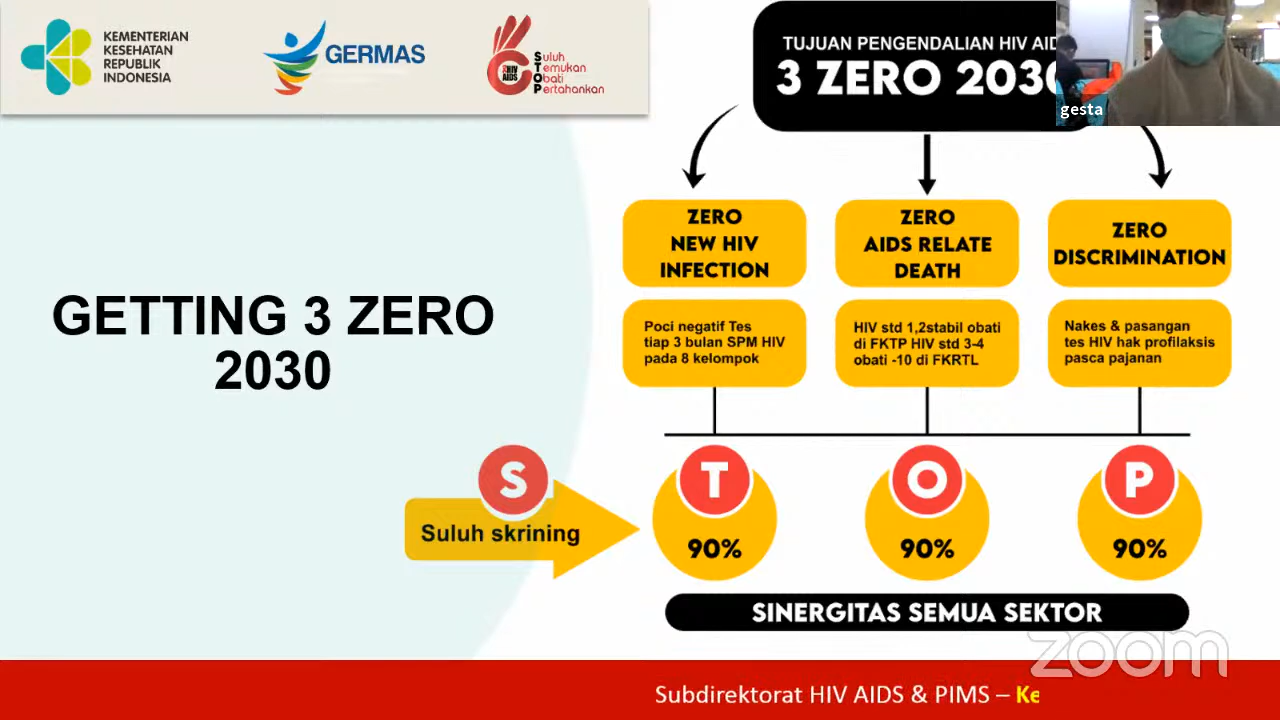 KEMENTERIAN
KESEHATAN
REPUBLIK
INDONESIA
GERMAS
HIV
AIDS
Suluh
Temukan
Obati
Pertahankan
TUJUAN PENGENDALIAN HIV AID
3 ZERO 2030
gesta
GETTING 3 ZERO
2030
ZERO
NEW HIV
INFECTION
ZERO
AIDS RELATE
DEATH
ZERO
DISCRIMINATION
Poci negatif Tes
tiap 3 bulan SPM HIV
pada 8 kelompok
HIV std 1,2stabil obati
di FKTP HIV std 3-4
obati -10 di FKRTL
Nakes & pasangan
tes HIV hak profilaksis
pasca pajanan
S
Suluh skrining
T
90%
O
90%
P
90%
SINERGITAS SEMUA SEKTOR
zoom
Subdirektorat HIV AIDS & PIMS – Ke